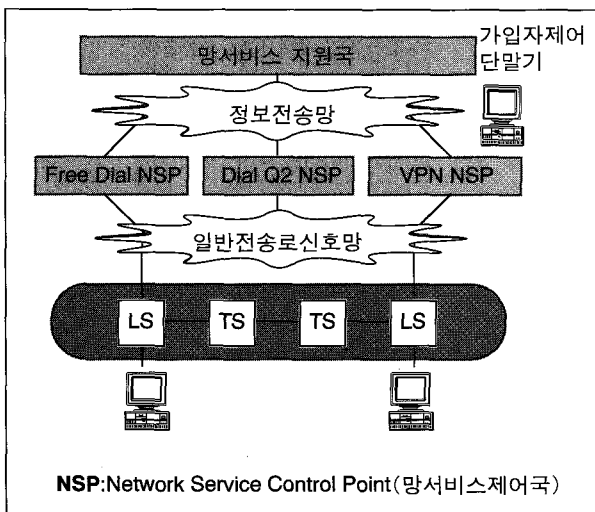 망서비스 지원국
가입자제어
단말기
정보전송망
Free Dial NSP
Dial Q2 NSP
VPN NSP
일반전송로신호망
LS
TS
TS
LS
NSP:Network Service Control Point(망서비스제어국)